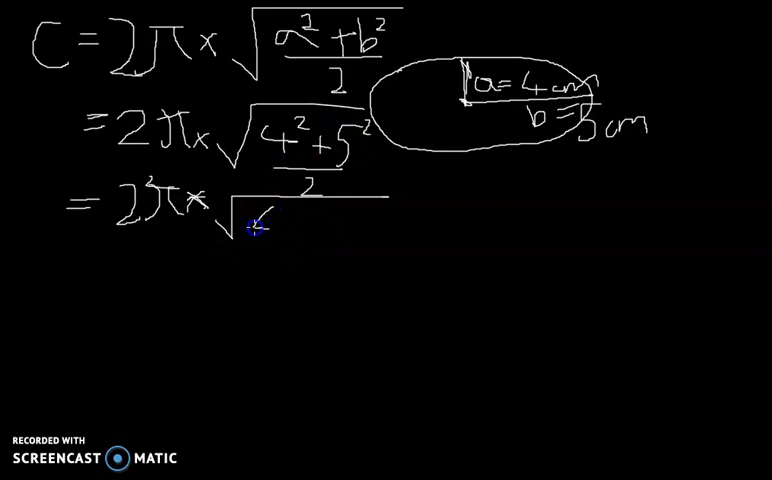 C = 2π × √((a² + b²)/2)
a = 4 cm
= 2π × √((4² + 5²)/2)
b = 5 cm
= 2π × √
RECORDED WITH
SCREENCAST MATIC